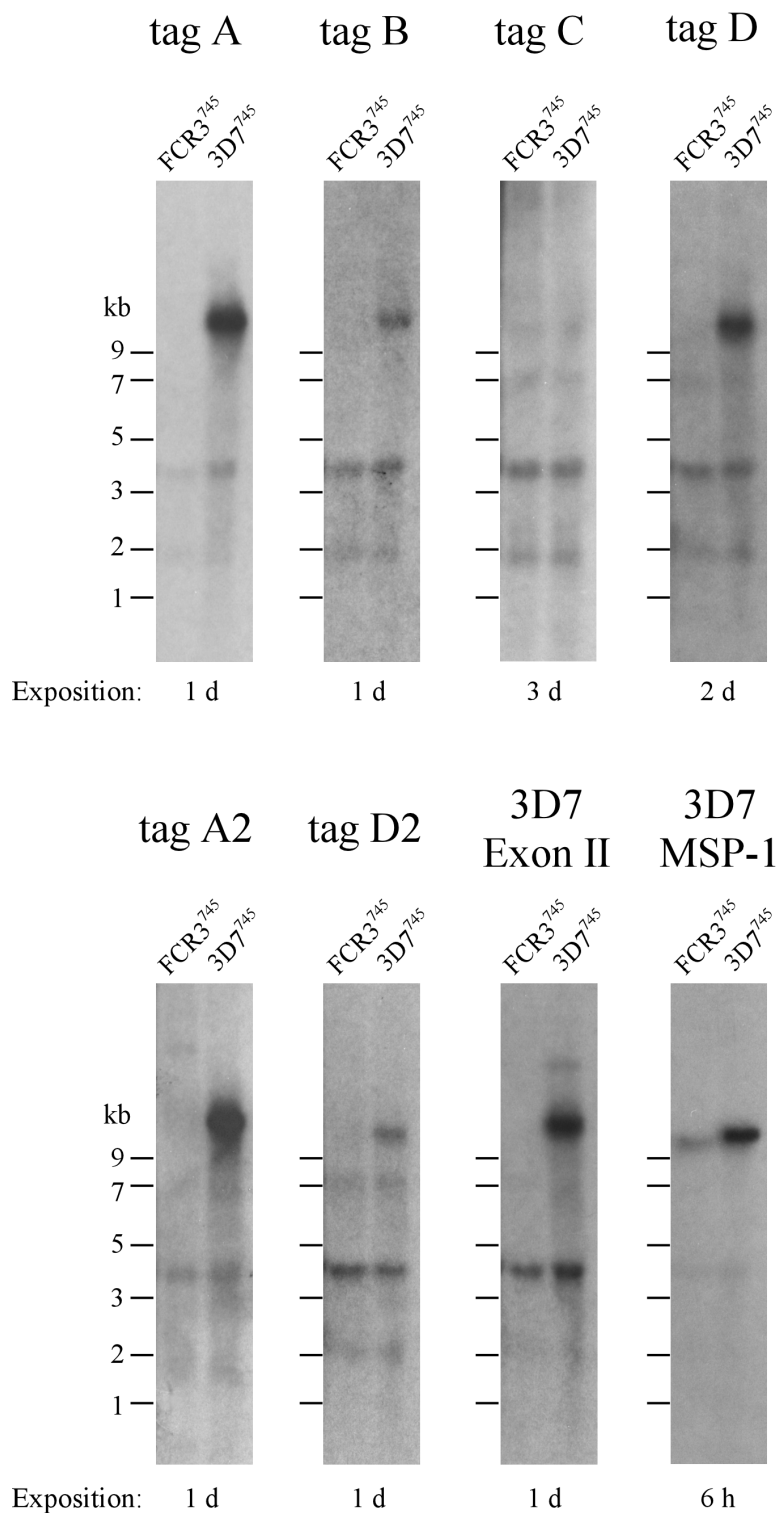 tag A tag B tag C tag D
FCR3⁷⁴⁵ 3D7⁷⁴⁵ FCR3⁷⁴⁵ 3D7⁷⁴⁵ FCR3⁷⁴⁵ 3D7⁷⁴⁵ FCR3⁷⁴⁵ 3D7⁷⁴⁵
kb
9
7
5
3
2
1
Exposition: 1 d 1 d 3 d 2 d
tag A2 tag D2 3D7 Exon II 3D7 MSP-1
FCR3⁷⁴⁵ 3D7⁷⁴⁵ FCR3⁷⁴⁵ 3D7⁷⁴⁵ FCR3⁷⁴⁵ 3D7⁷⁴⁵ FCR3⁷⁴⁵ 3D7⁷⁴⁵
kb
9
7
5
3
2
1
Exposition: 1 d 1 d 1 d 6 h